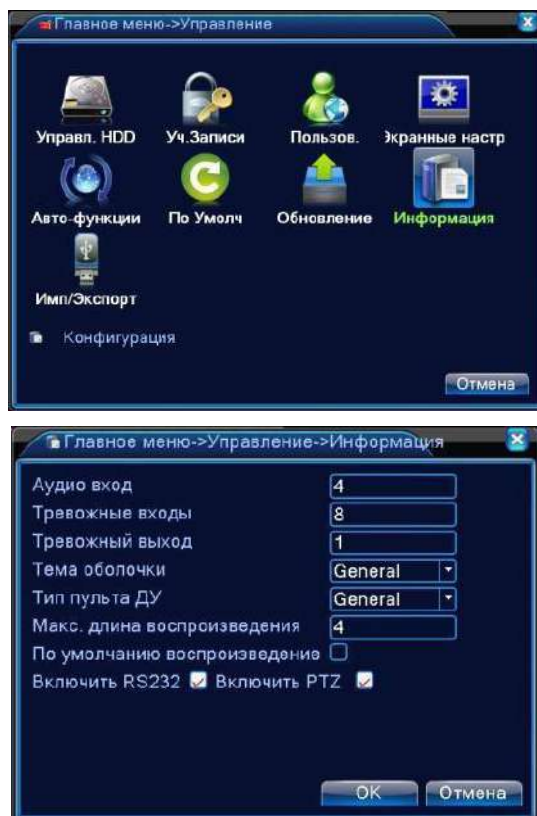 Главное меню->Управление
Управл. HDD Уч.Записи Пользов. Экранные настр
Авто-функции По Умолч Обновление Информация
Имп/Экспорт
Конфигурация
Отмена
Главное меню->Управление->Информация
Аудио вход 4
Тревожные входы 8
Тревожный выход 1
Тема оболочки General
Тип пульта ДУ General
Макс. длина воспроизведения 4
По умолчанию воспроизведение
Включить RS232 Включить PTZ
OK Отмена